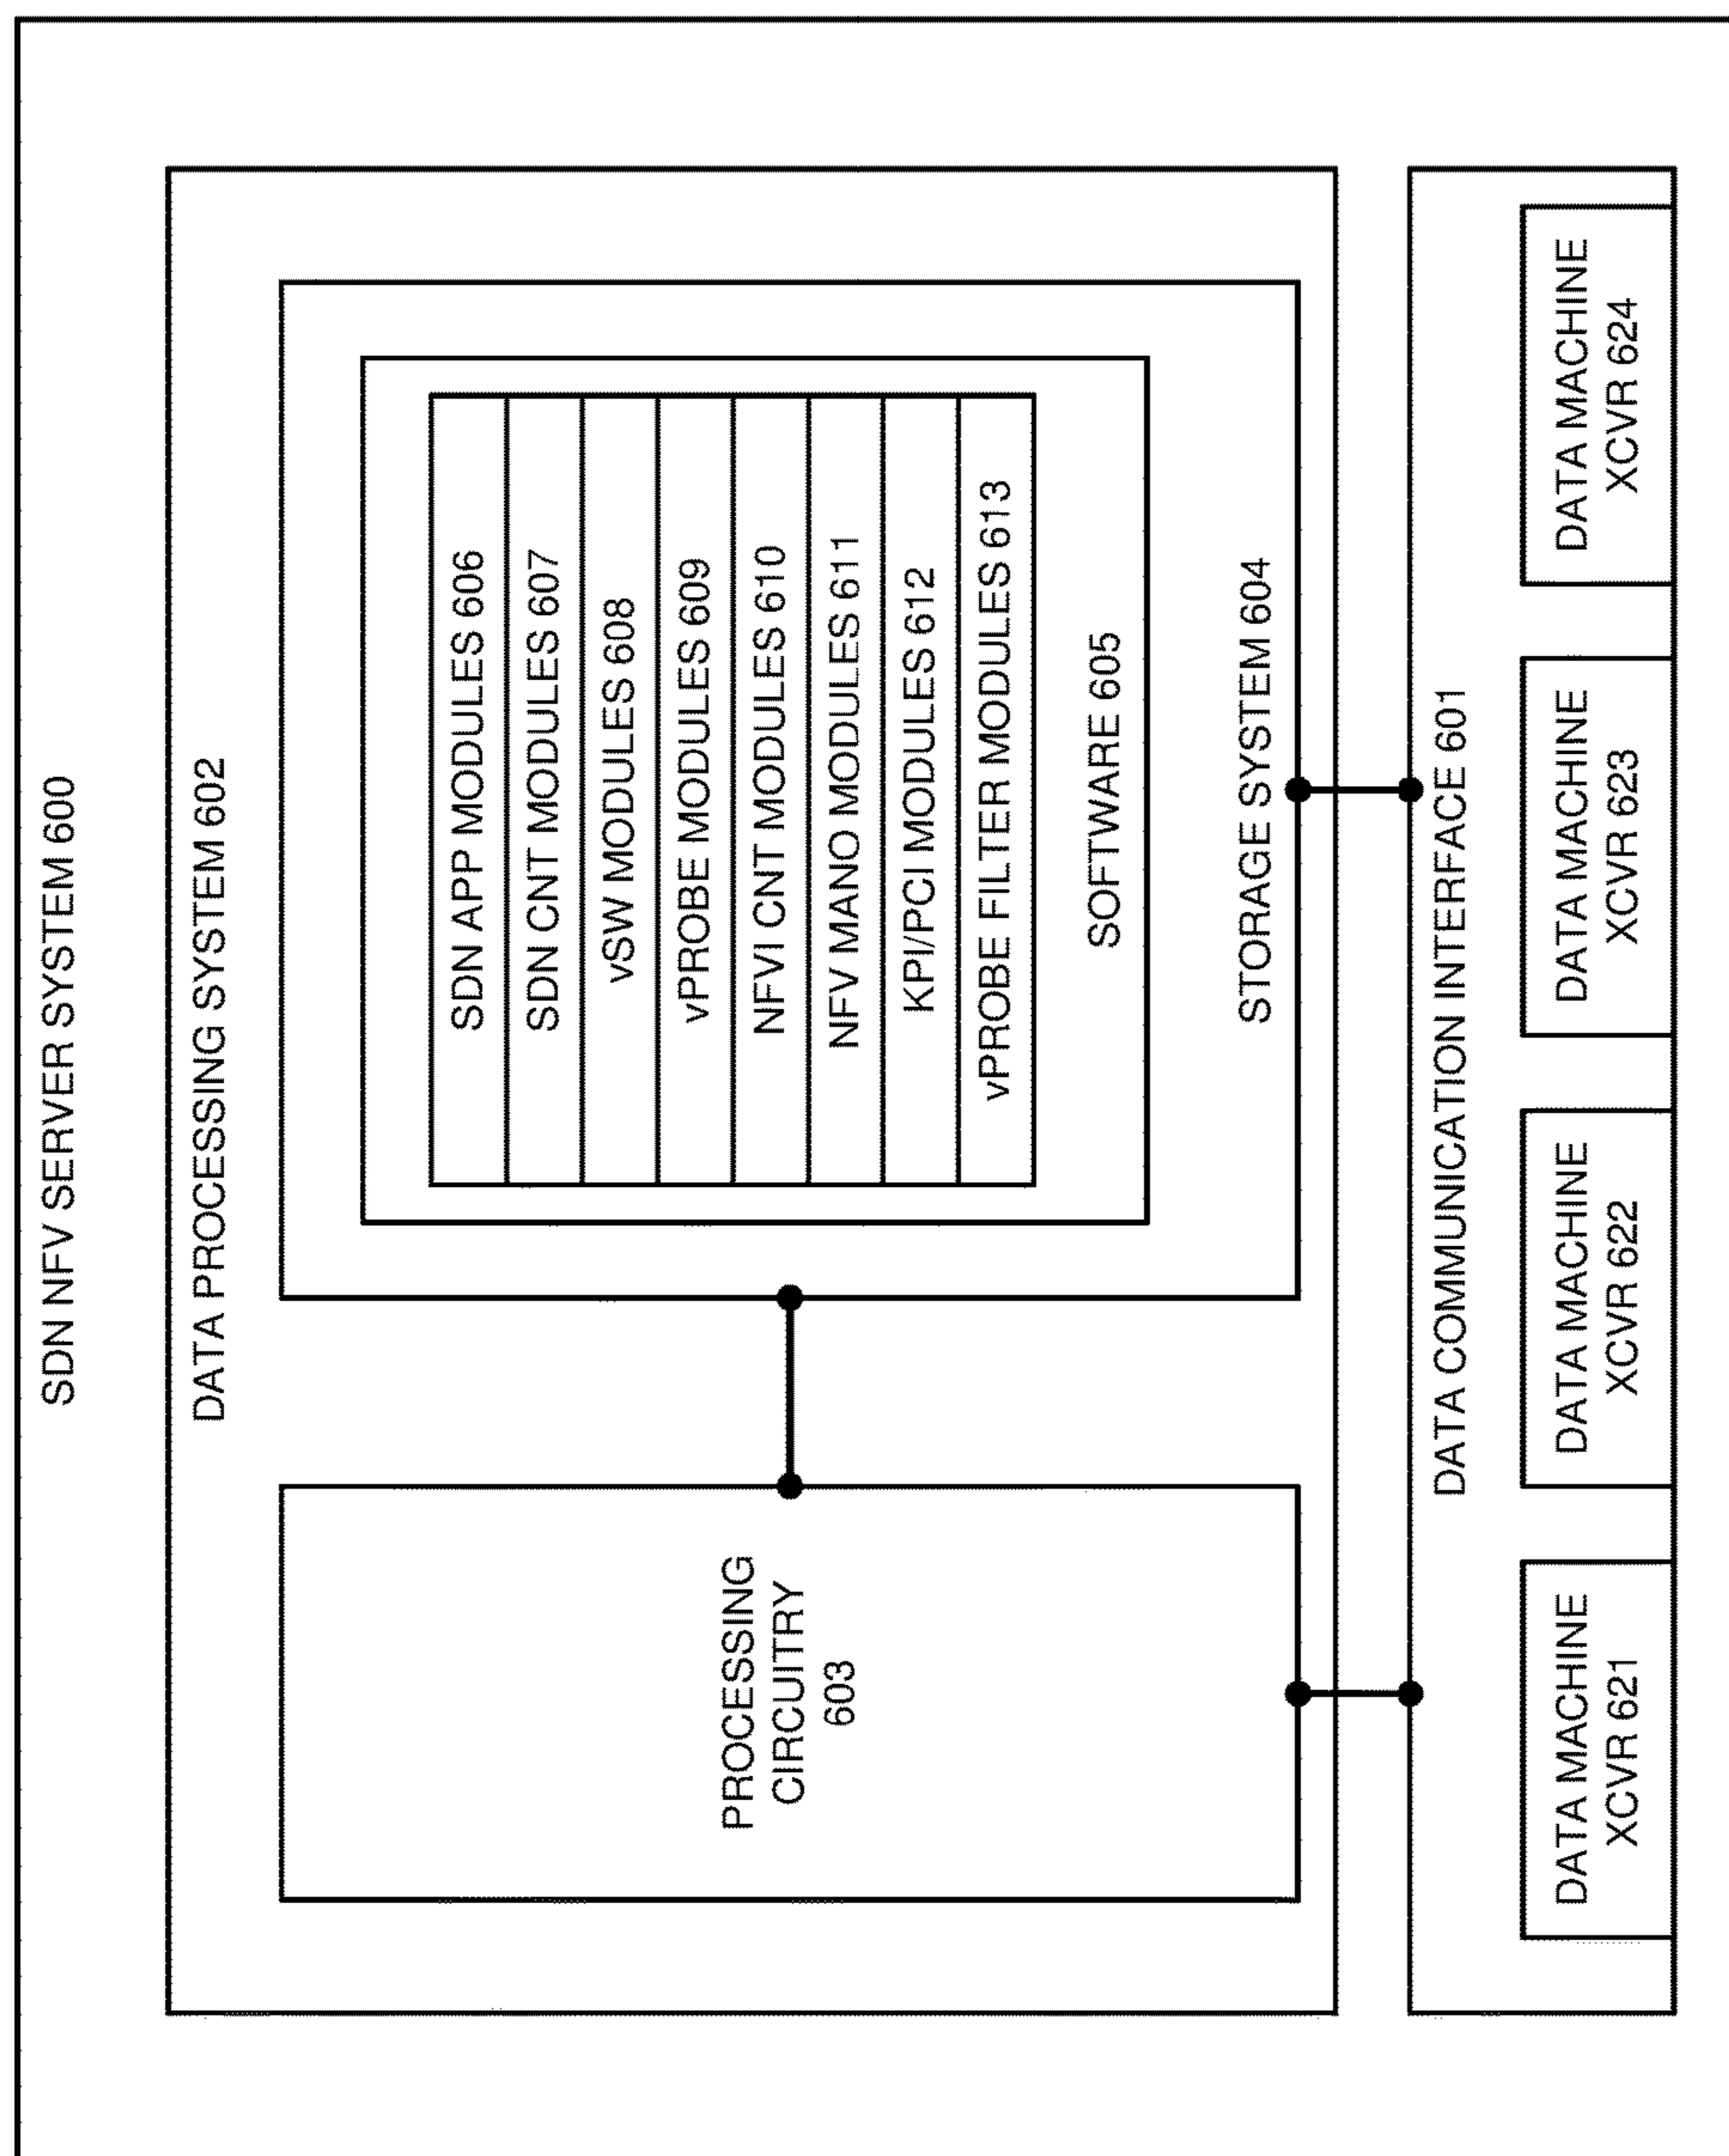 SDN NFV SERVER SYSTEM 600
DATA PROCESSING SYSTEM 602
PROCESSING
CIRCUITRY
603
SDN APP MODULES 606
SDN CNT MODULES 607
vSW MODULES 608
vPROBE MODULES 609
NFVI CNT MODULES 610
NFV MANO MODULES 611
KPI/PCI MODULES 612
vPROBE FILTER MODULES 613
SOFTWARE 605
STORAGE SYSTEM 604
DATA COMMUNICATION INTERFACE 601
DATA MACHINE
XCVR 621
DATA MACHINE
XCVR 622
DATA MACHINE
XCVR 623
DATA MACHINE
XCVR 624